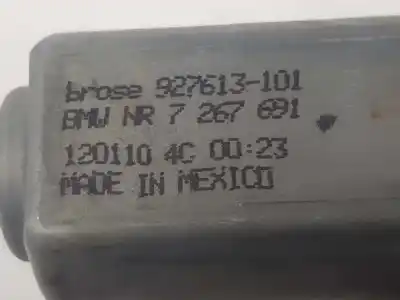 brose 927613-101
BMW NR 7 267 691
120110 4C 00:23
MADE IN MEXICO